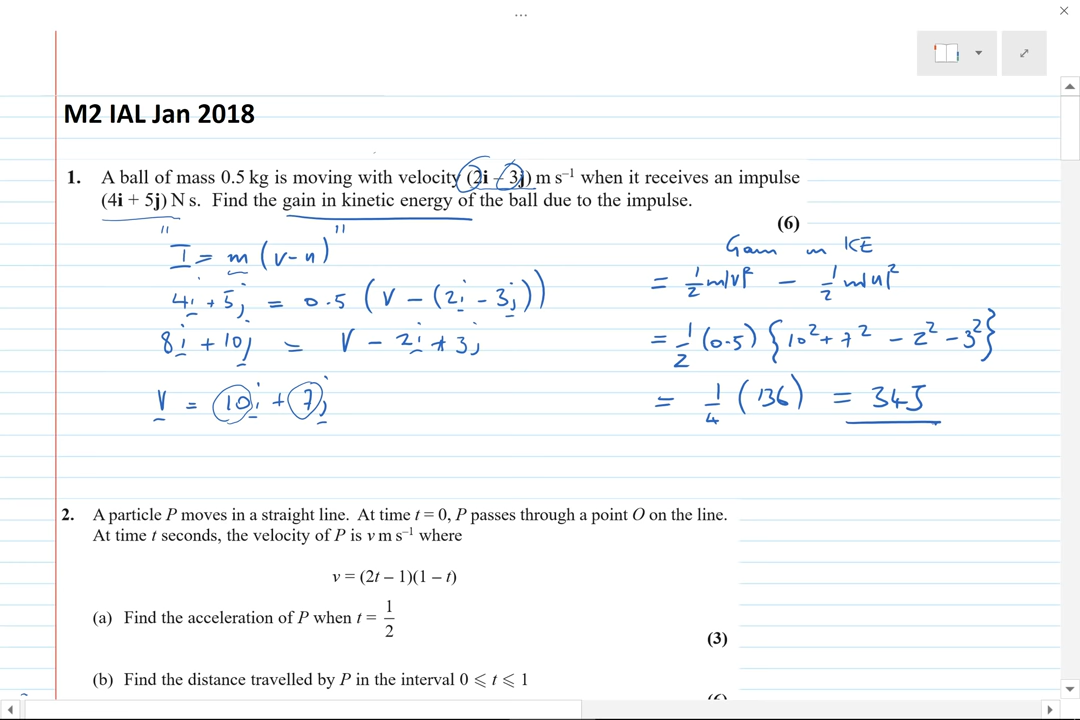 M2 IAL Jan 2018
1. A ball of mass 0.5 kg is moving with velocity (2i – 3j) m s⁻¹ when it receives an impulse
(4i + 5j) N s. Find the gain in kinetic energy of the ball due to the impulse.
(6)
I = m (v-u)
4i + 5j = 0.5 (v - (2i - 3j))
8i + 10j = v - 2i + 3j
v = 10i + 7j
Gain in KE
= 1/2 m|v|² - 1/2 m|u|²
= 1/2 (0.5) {10² + 7² - 2² - 3²}
= 1/4 (136) = 34J
2. A particle P moves in a straight line. At time t = 0, P passes through a point O on the line.
At time t seconds, the velocity of P is v m s⁻¹ where
v = (2t – 1)(1 – t)
(a) Find the acceleration of P when t = 1/2
(3)
(b) Find the distance travelled by P in the interval 0 ⩽ t ⩽ 1